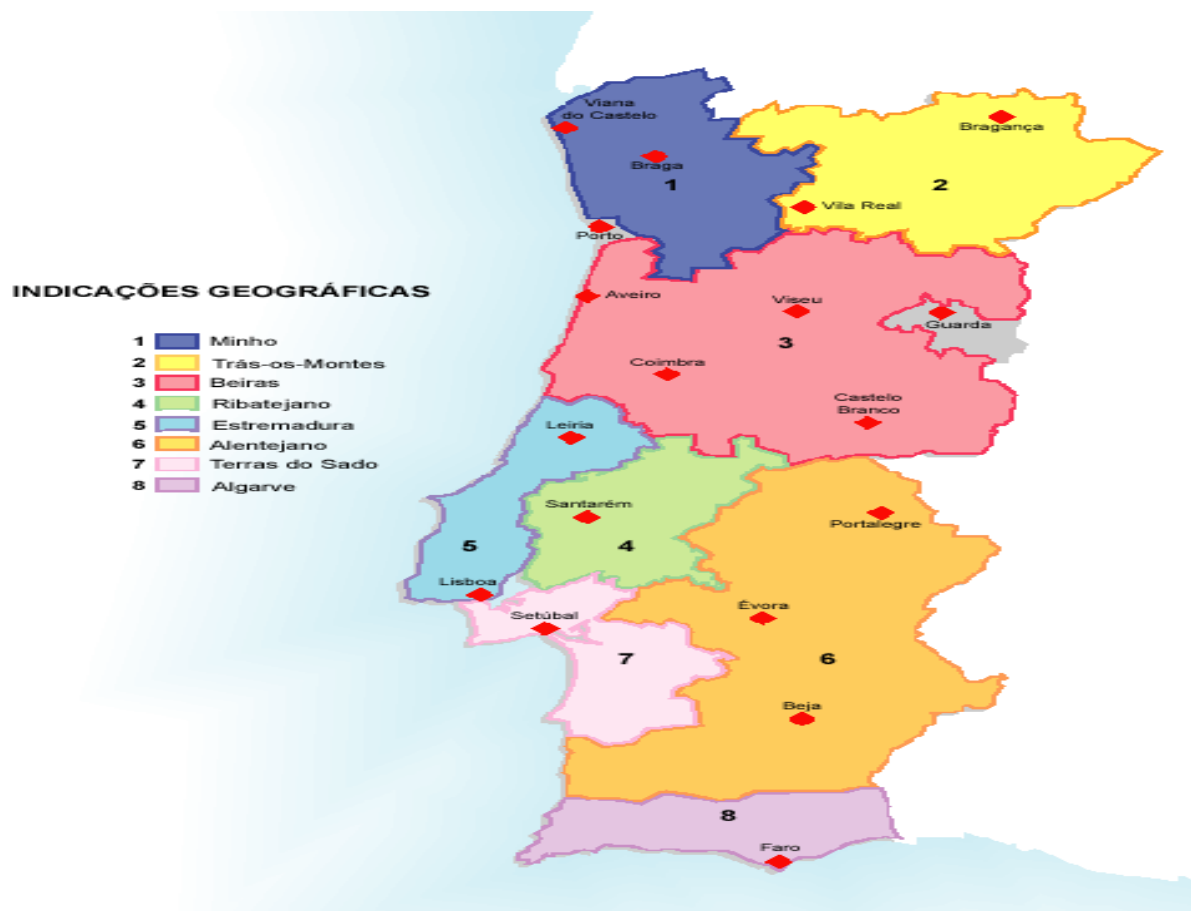 Viana
do Castelo
Bragança
Braga
1
2
Vila Real
Porto
INDICAÇÕES GEOGRÁFICAS
1 Minho
2 Trás-os-Montes
3 Beiras
4 Ribatejano
5 Estremadura
6 Alentejano
7 Terras do Sado
8 Algarve
Aveiro
Viseu
Guarda
3
Coimbra
Castelo
Branco
Leiria
Santarém
Portalegre
5
4
Lisboa
Setúbal
Évora
7
6
Beja
8
Faro